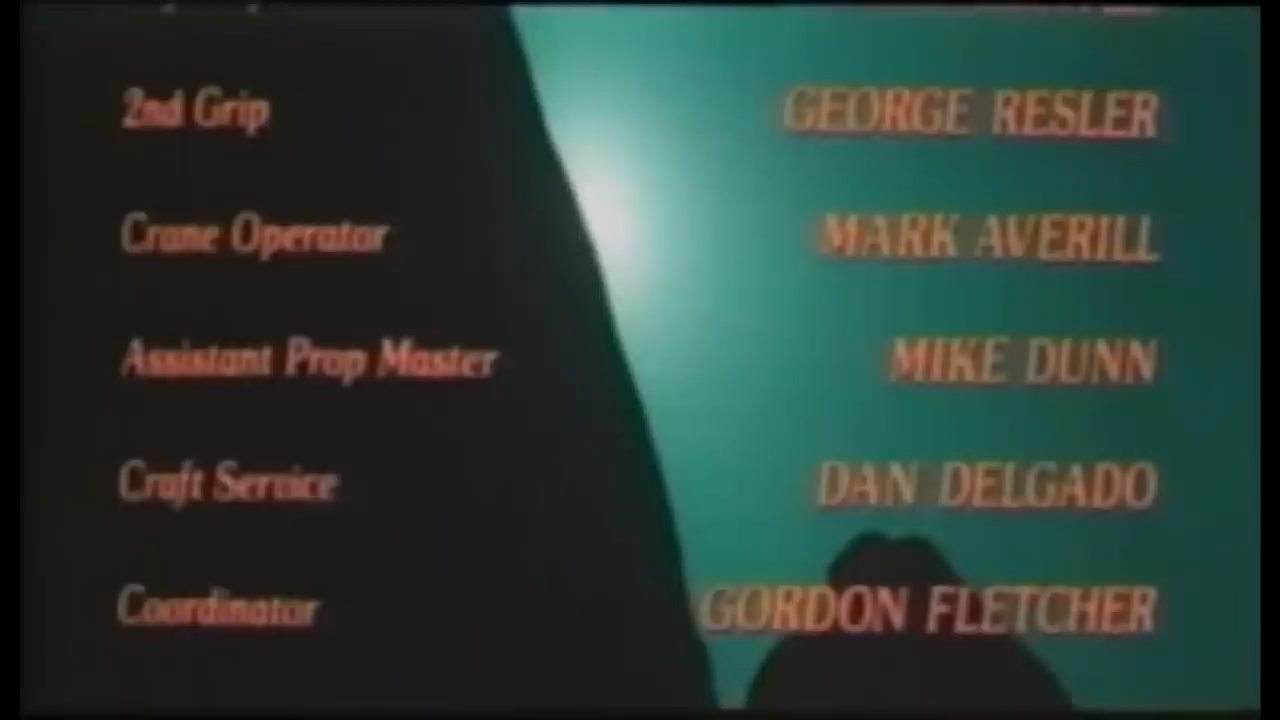 2nd Grip GEORGE RESLER
Crane Operator MARK AVERILL
Assistant Prop Master MIKE DUNN
Craft Service DAN DELGADO
Coordinator GORDON FLETCHER